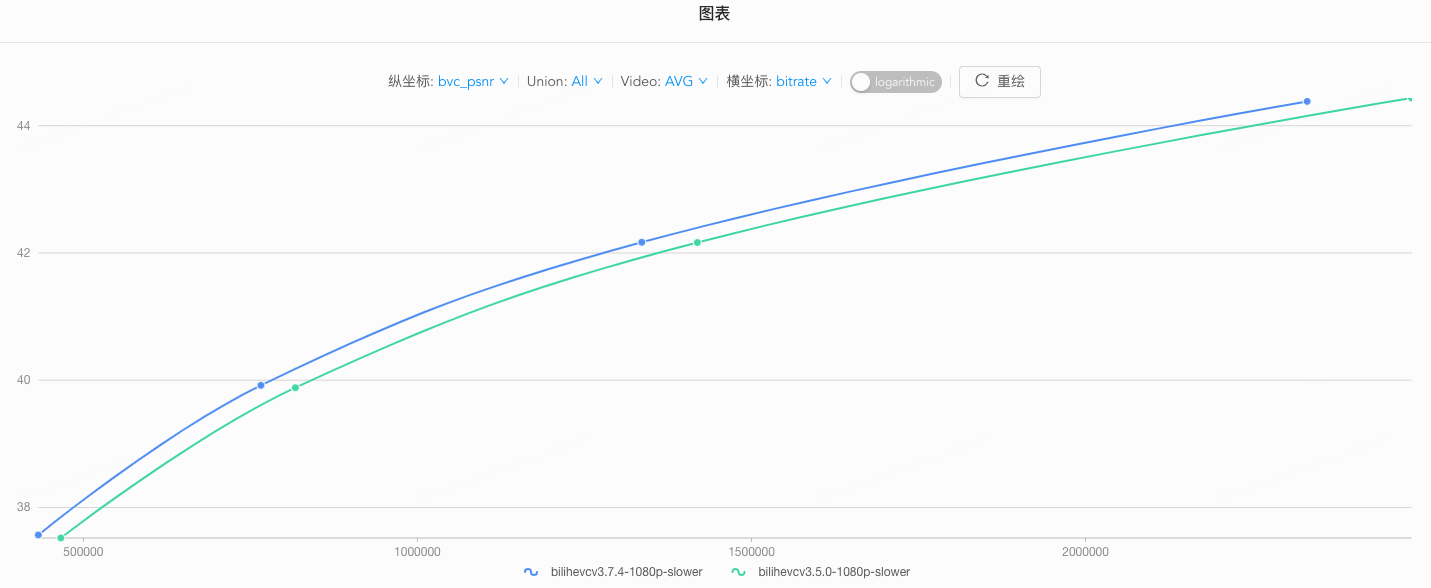 图表
纵坐标: bvc_psnr Union: All Video: AVG 横坐标: bitrate logarithmic 重绘
44
42
40
38
500000 1000000 1500000 2000000
bilihevcv3.7.4-1080p-slower bilihevcv3.5.0-1080p-slower